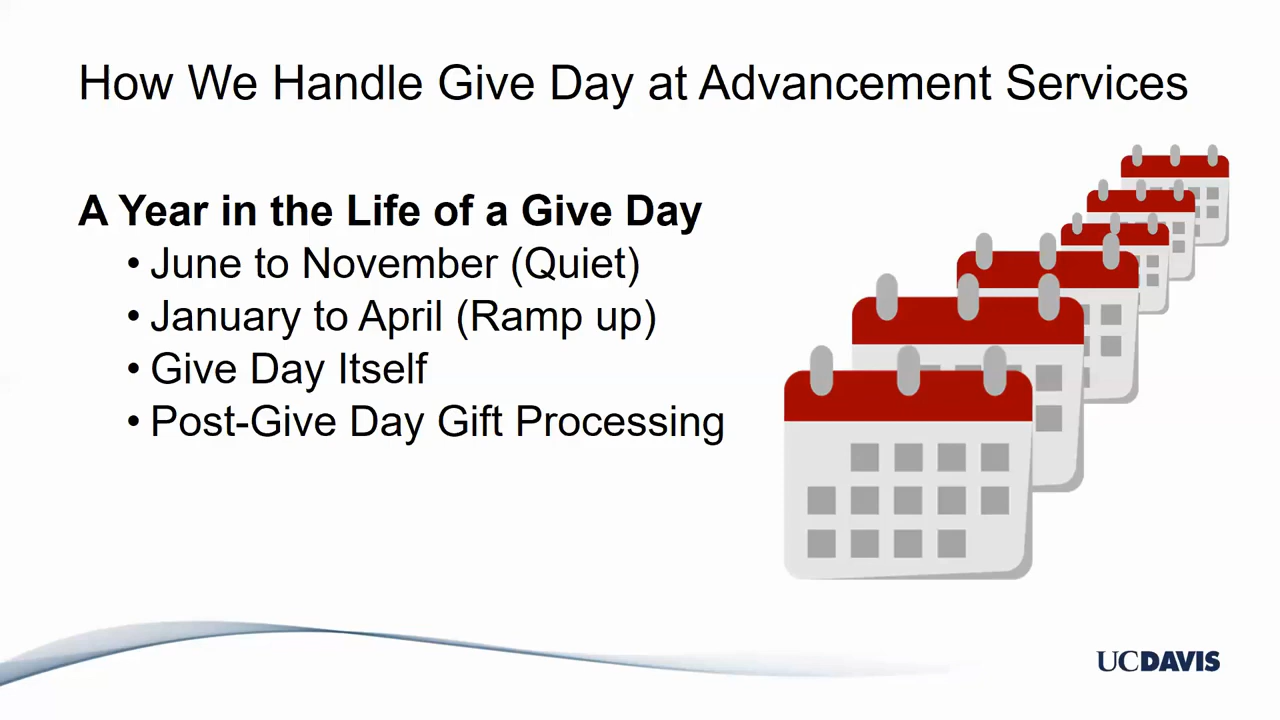 How We Handle Give Day at Advancement Services
A Year in the Life of a Give Day
• June to November (Quiet)
• January to April (Ramp up)
• Give Day Itself
• Post-Give Day Gift Processing
UCDAVIS